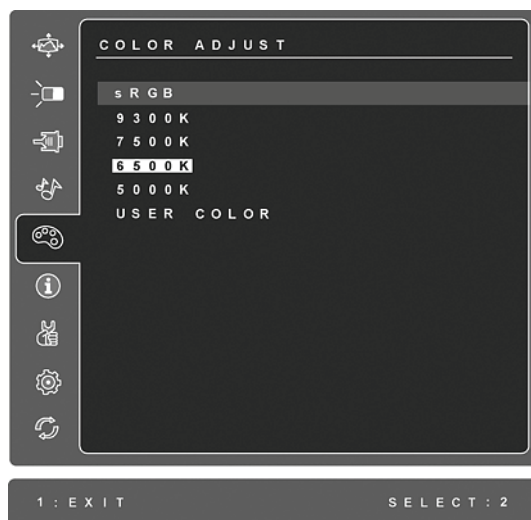 COLOR ADJUST
sRGB
9300K
7500K
6500K
5000K
USER COLOR
1:EXIT SELECT:2